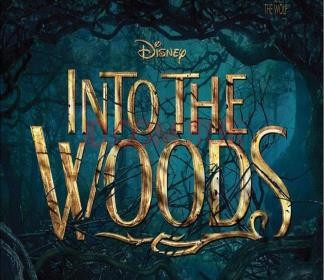 THE WOLF
Disney
INTO THE
WOODS